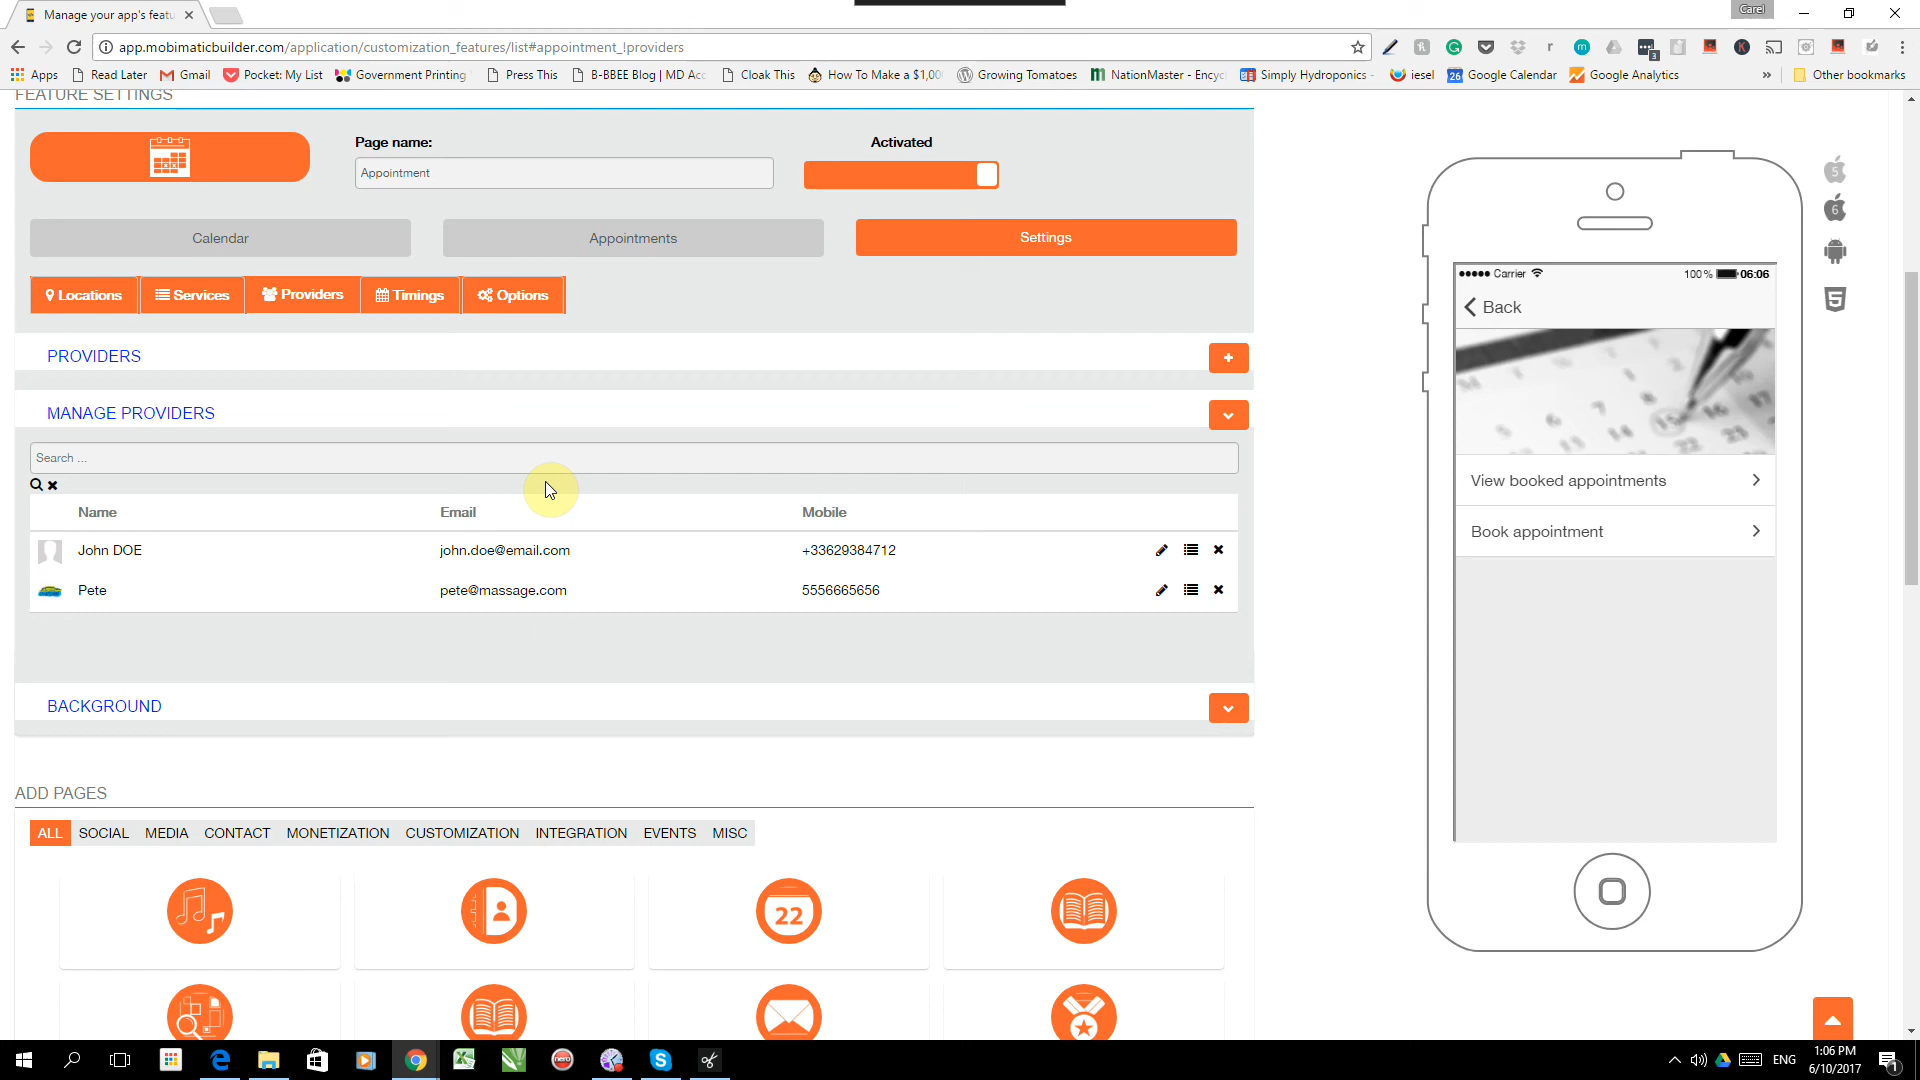 Manage your app's featu
Carel
app.mobimaticbuilder.com/application/customization_features/list#appointment_!providers
Apps Read Later Gmail Pocket: My List Government Printing Press This B-BBEE Blog | MD Acc Cloak This How To Make a $1,00 Growing Tomatoes NationMaster - Encyc Simply Hydroponics - iesel Google Calendar Google Analytics » Other bookmarks
FEATURE SETTINGS
Page name:
Activated
Appointment
Calendar
Appointments
Settings
Locations
Services
Providers
Timings
Options
PROVIDERS
MANAGE PROVIDERS
Search ...
Name Email Mobile
John DOE john.doe@email.com +33629384712
Pete pete@massage.com 5556665656
BACKGROUND
ADD PAGES
ALL SOCIAL MEDIA CONTACT MONETIZATION CUSTOMIZATION INTEGRATION EVENTS MISC
22
Carrier 100% 06:06
Back
View booked appointments
Book appointment
5
6
5
ENG
1:06 PM
6/10/2017
1